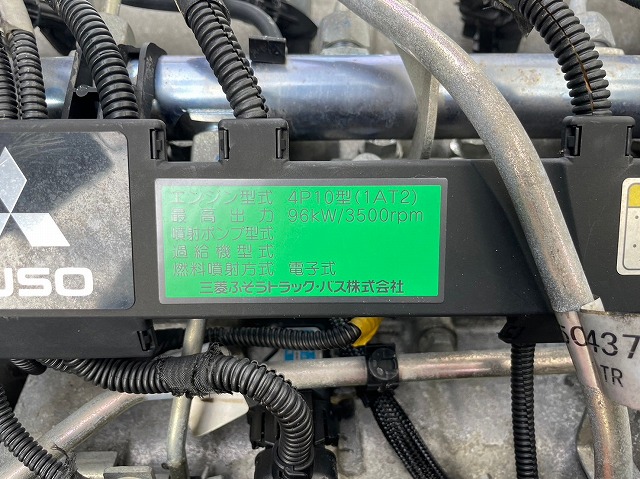 エンジン型式 4P10型(1AT2)
最高出力 96kW/3500rpm
噴射ポンプ型式
過給機型式
燃料噴射方式 電子式
三菱ふそうトラック・バス株式会社
USO
0437
TR